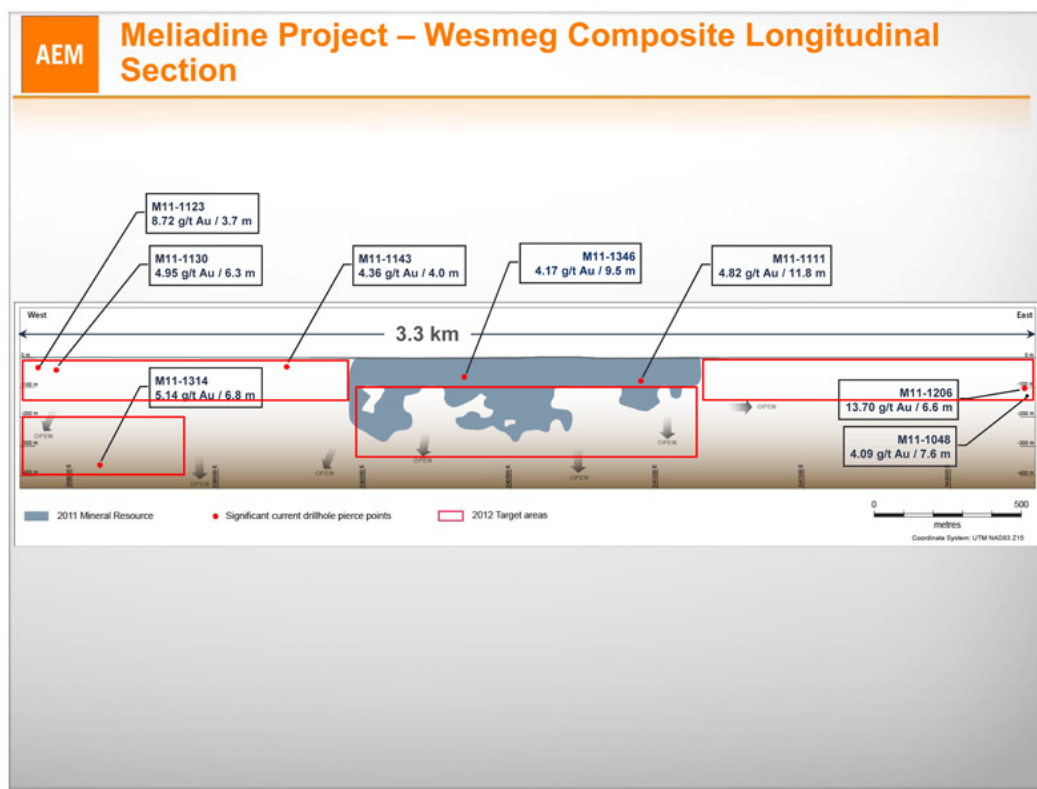 AEM
Meliadine Project – Wesmeg Composite Longitudinal
Section
M11-1123
8.72 g/t Au / 3.7 m
M11-1130
4.95 g/t Au / 6.3 m
M11-1143
4.36 g/t Au / 4.0 m
M11-1346
4.17 g/t Au / 9.5 m
M11-1111
4.82 g/t Au / 11.8 m
West
East
3.3 km
0 m
0 m
-100 m
-100 m
M11-1314
5.14 g/t Au / 6.8 m
M11-1206
13.70 g/t Au / 6.6 m
OPEN
-200 m
-200 m
M11-1048
4.09 g/t Au / 7.6 m
OPEN
OPEN
OPEN
-300 m
-300 m
OPEN
OPEN
OPEN
-400 m
-400 m
2011 Mineral Resource
Significant current drillhole pierce points
2012 Target areas
0
500
metres
Coordinate System: UTM NAD83 Z15